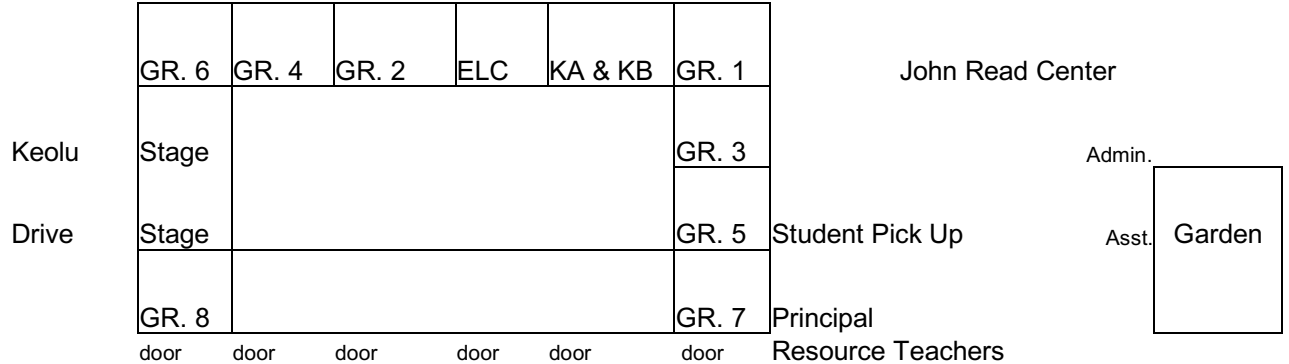 GR. 6 GR. 4 GR. 2 ELC KA & KB GR. 1 John Read Center
Keolu Stage GR. 3 Admin.
Drive Stage GR. 5 Student Pick Up Asst. Garden
GR. 8 GR. 7 Principal
door door door door door door Resource Teachers